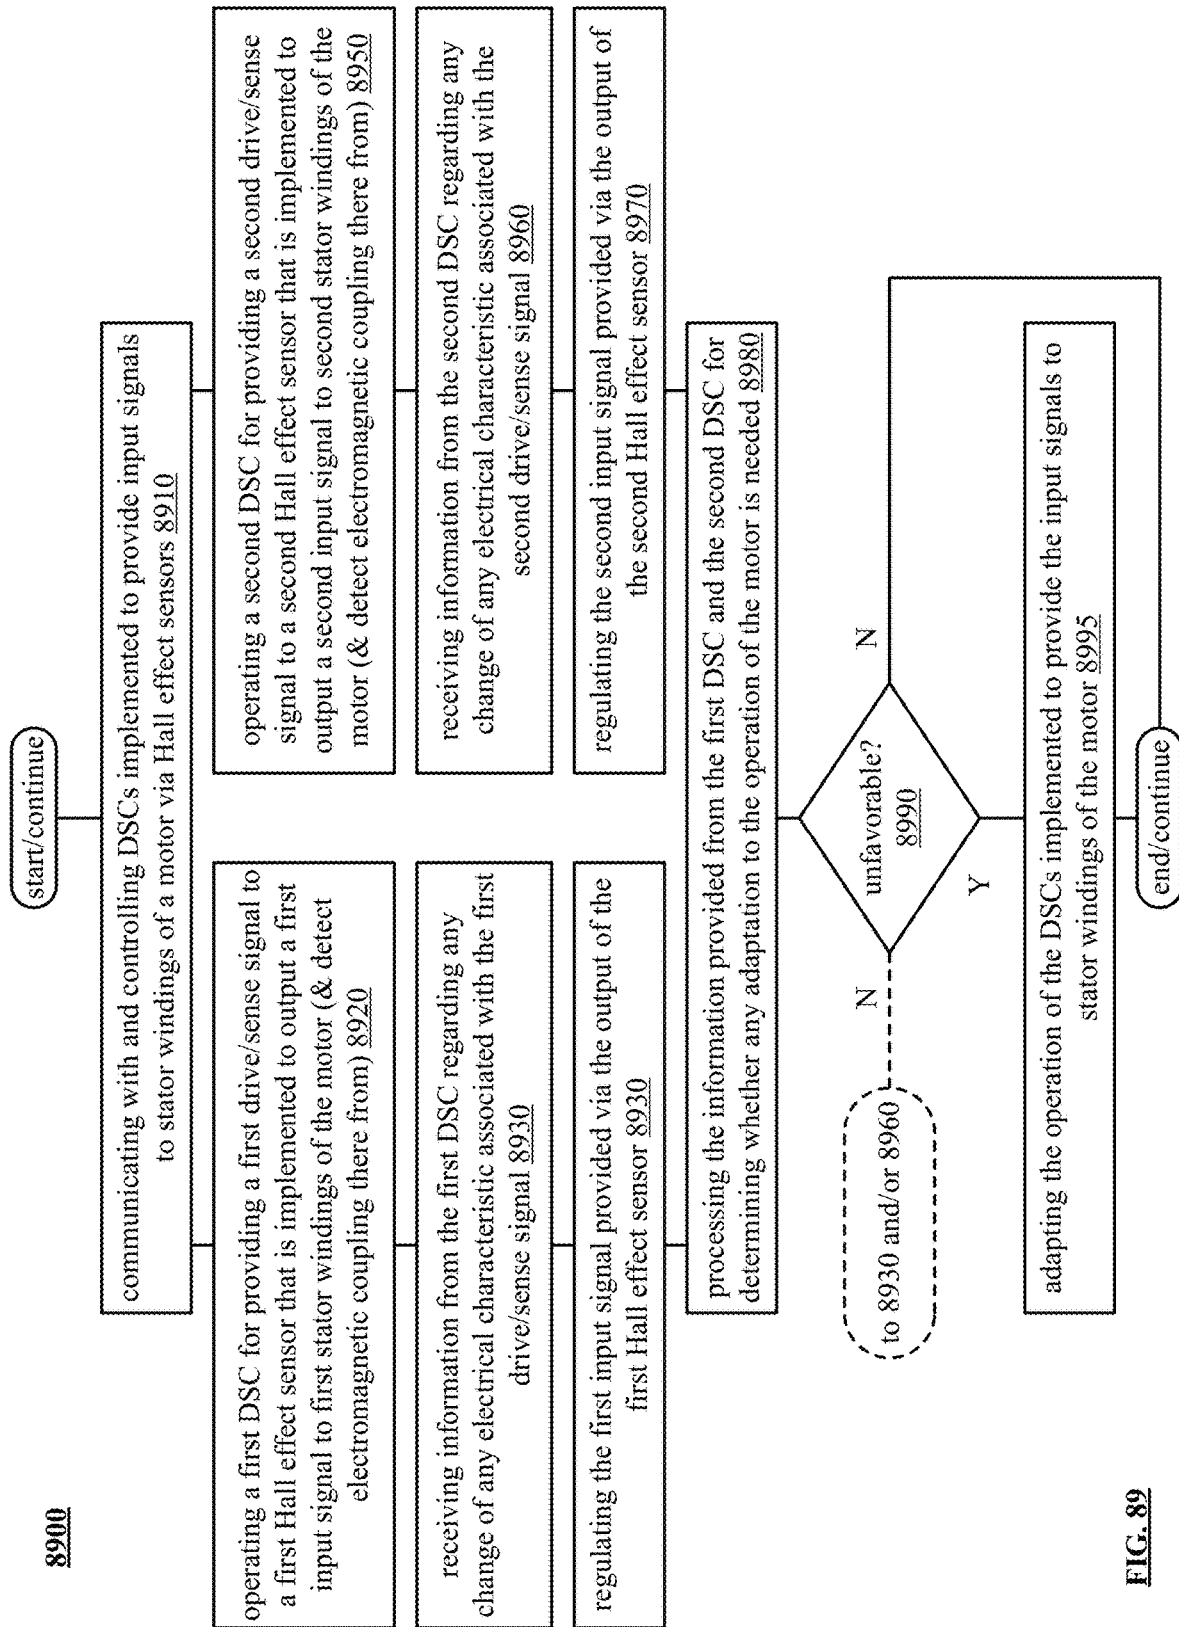 8900
start/continue
communicating with and controlling DSCs implemented to provide input signals
to stator windings of a motor via Hall effect sensors 8910
operating a first DSC for providing a first drive/sense signal to
a first Hall effect sensor that is implemented to output a first
input signal to first stator windings of the motor (& detect
electromagnetic coupling there from) 8920
receiving information from the first DSC regarding any
change of any electrical characteristic associated with the first
drive/sense signal 8930
regulating the first input signal provided via the output of the
first Hall effect sensor 8930
operating a second DSC for providing a second drive/sense
signal to a second Hall effect sensor that is implemented to
output a second input signal to second stator windings of the
motor (& detect electromagnetic coupling there from) 8950
receiving information from the second DSC regarding any
change of any electrical characteristic associated with the
second drive/sense signal 8960
regulating the second input signal provided via the output of
the second Hall effect sensor 8970
processing the information provided from the first DSC and the second DSC for
determining whether any adaptation to the operation of the motor is needed 8980
unfavorable?
8990
N
N
Y
to 8930 and/or 8960
adapting the operation of the DSCs implemented to provide the input signals to
stator windings of the motor 8995
end/continue
FIG. 89